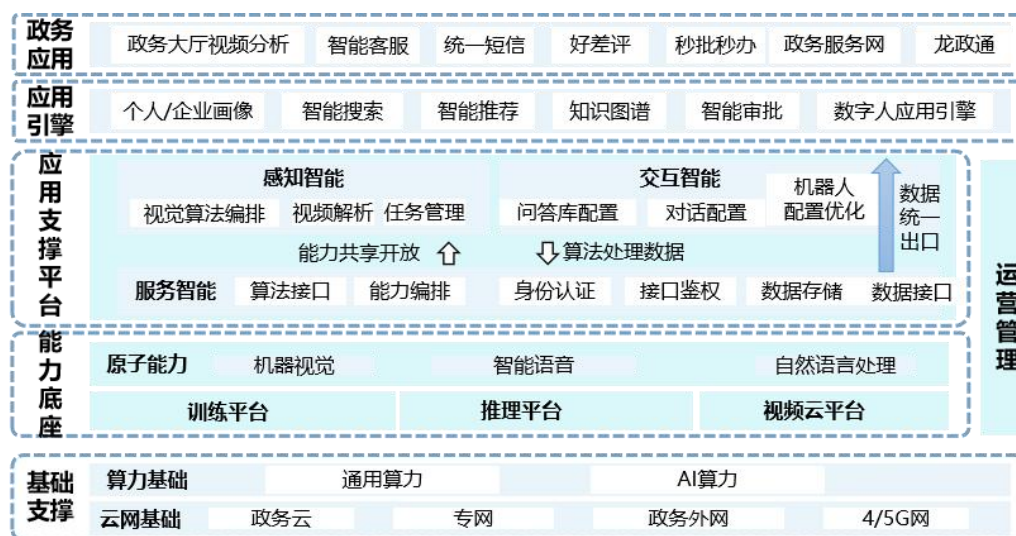 政务
应用
政务大厅视频分析 智能客服 统一短信 好差评 秒批秒办 政务服务网 龙政通
应用
引擎
个人/企业画像 智能搜索 智能推荐 知识图谱 智能审批 数字人应用引擎
应用支撑平台
感知智能
视觉算法编排 视频解析 任务管理
交互智能
问答库配置 对话配置
机器人
配置优化
数据
统一
出口
能力共享开放
算法处理数据
服务智能 算法接口 能力编排 身份认证 接口鉴权 数据存储 数据接口
能力底座
原子能力 机器视觉 智能语音 自然语言处理
训练平台 推理平台 视频云平台
运营管理
基础
支撑
算力基础 通用算力 AI算力
云网基础 政务云 专网 政务外网 4/5G网